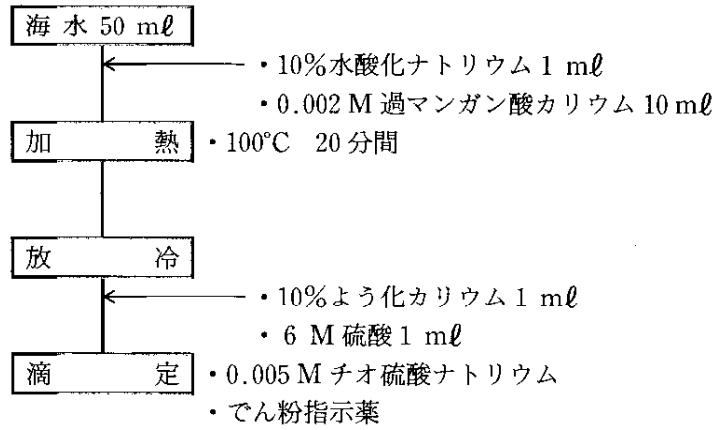 海水 50 mℓ
・10%水酸化ナトリウム 1 mℓ
・0.002 M 過マンガン酸カリウム 10 mℓ
加熱 ・100℃ 20分間
放冷
・10%よう化カリウム 1 mℓ
・6 M 硫酸 1 mℓ
滴定 ・0.005 M チオ硫酸ナトリウム
・でん粉指示薬